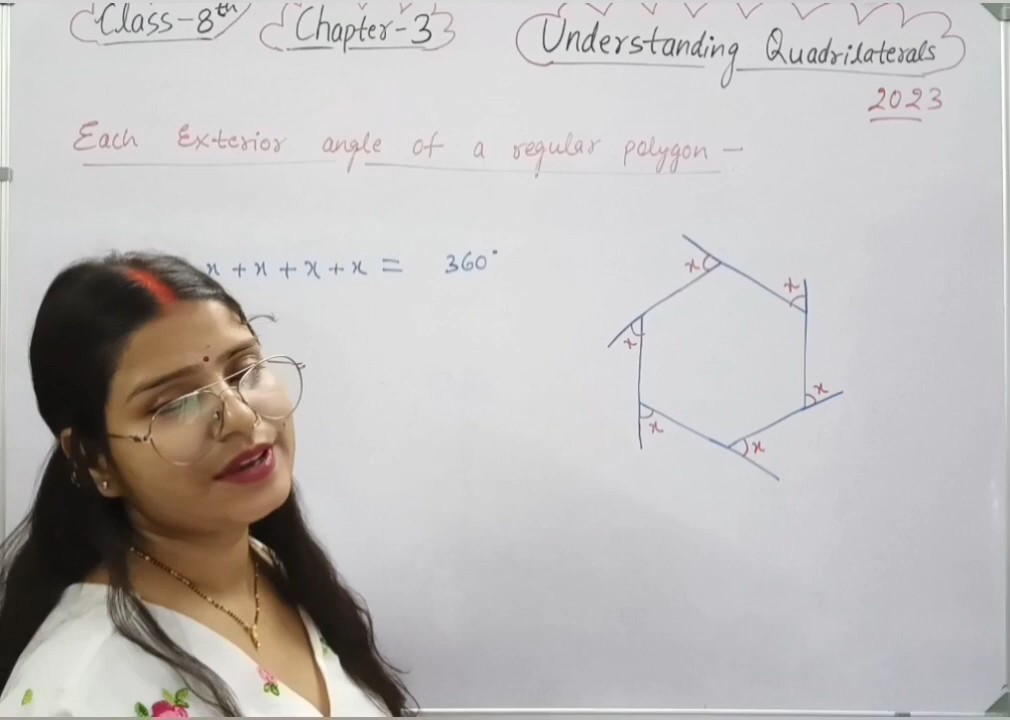 Class-8th Chapter-3 Understanding Quadrilaterals
2023
Each Exterior angle of a regular polygon -
x + x + x + x = 360°
x
x
x
x
x
x